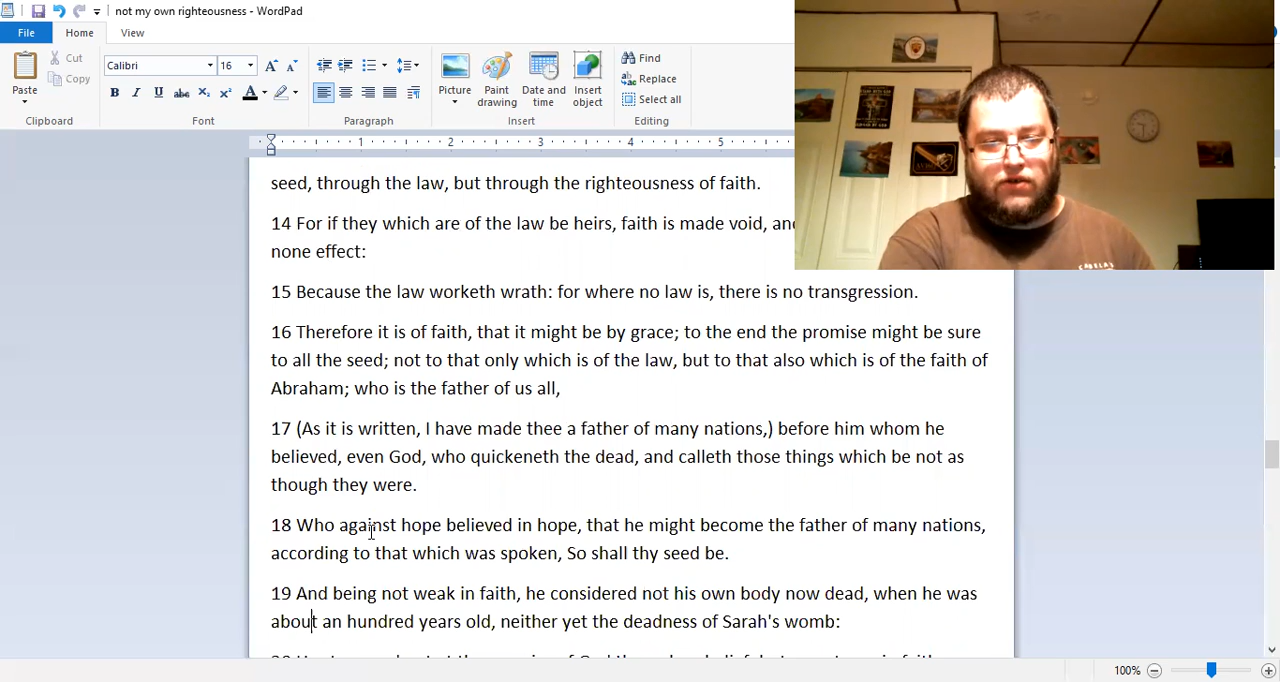 not my own righteousness - WordPad
File Home View
Paste
Cut
Copy
Clipboard
Calibri 16
B I U abc X₂ X² A
Font
Paragraph
Picture
Paint drawing
Date and time
Insert object
Insert
Find
Replace
Select all
Editing
1 2 3 4 5
seed, through the law, but through the righteousness of faith.
14 For if they which are of the law be heirs, faith is made void, and
none effect:
15 Because the law worketh wrath: for where no law is, there is no transgression.
16 Therefore it is of faith, that it might be by grace; to the end the promise might be sure
to all the seed; not to that only which is of the law, but to that also which is of the faith of
Abraham; who is the father of us all,
17 (As it is written, I have made thee a father of many nations,) before him whom he
believed, even God, who quickeneth the dead, and calleth those things which be not as
though they were.
18 Who against hope believed in hope, that he might become the father of many nations,
according to that which was spoken, So shall thy seed be.
19 And being not weak in faith, he considered not his own body now dead, when he was
about an hundred years old, neither yet the deadness of Sarah's womb:
100%